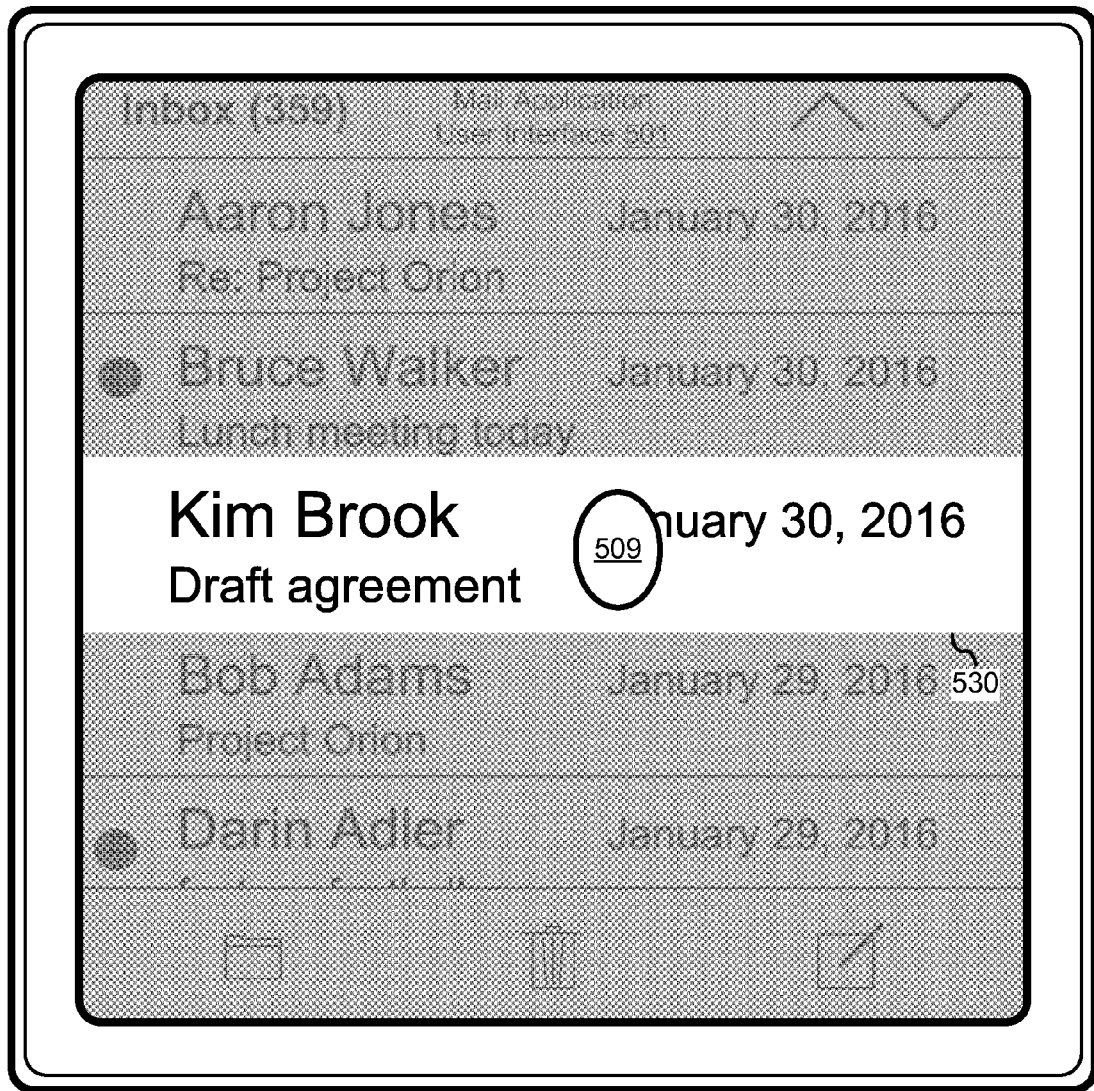 Inbox (359)
Mail Application
User Interface 501
Aaron Jones January 30, 2016
Re: Project Orion
Bruce Walker January 30, 2016
Lunch meeting today
Kim Brook nuary 30, 2016
509
Draft agreement
Bob Adams January 29, 2016
530
Project Orion
Darin Adler January 29, 2016